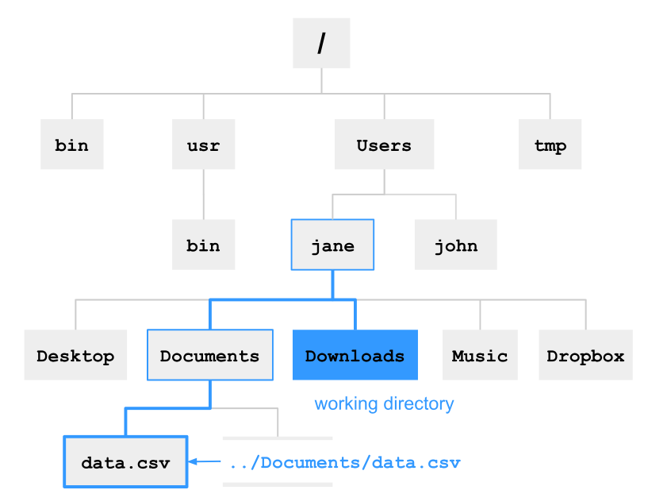 /
bin usr Users tmp
bin jane john
Desktop Documents Downloads Music Dropbox
working directory
data.csv ../Documents/data.csv